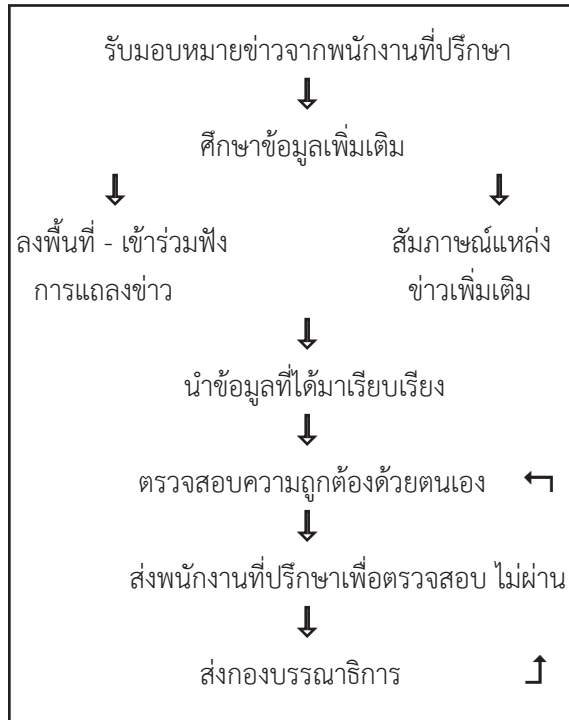 รับมอบหมายข่าวจากพนักงานที่ปรึกษา
ศึกษาข้อมูลเพิ่มเติม
ลงพื้นที่ - เข้าร่วมฟัง
การแถลงข่าว
สัมภาษณ์แหล่ง
ข่าวเพิ่มเติม
นำข้อมูลที่ได้มาเรียบเรียง
ตรวจสอบความถูกต้องด้วยตนเอง
ส่งพนักงานที่ปรึกษาเพื่อตรวจสอบ ไม่ผ่าน
ส่งกองบรรณาธิการ